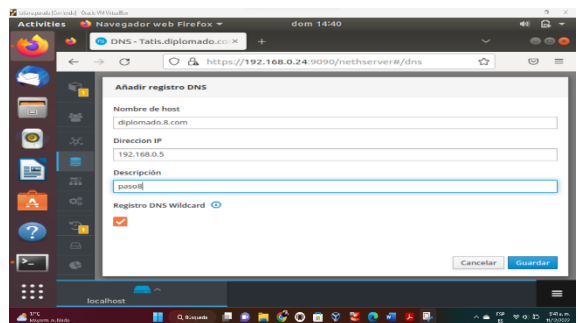 Activities
Navegador web Firefox
dom 14:40
DNS - Tatis.diplomado.co
https://192.168.0.24:9090/nethserver#/dns
Añadir registro DNS
Nombre de host
diplomado.8.com
Direccion IP
192.168.0.5
Descripción
paso8
Registro DNS Wildcard
Cancelar
Guardar
localhost
Búsqueda
ESP